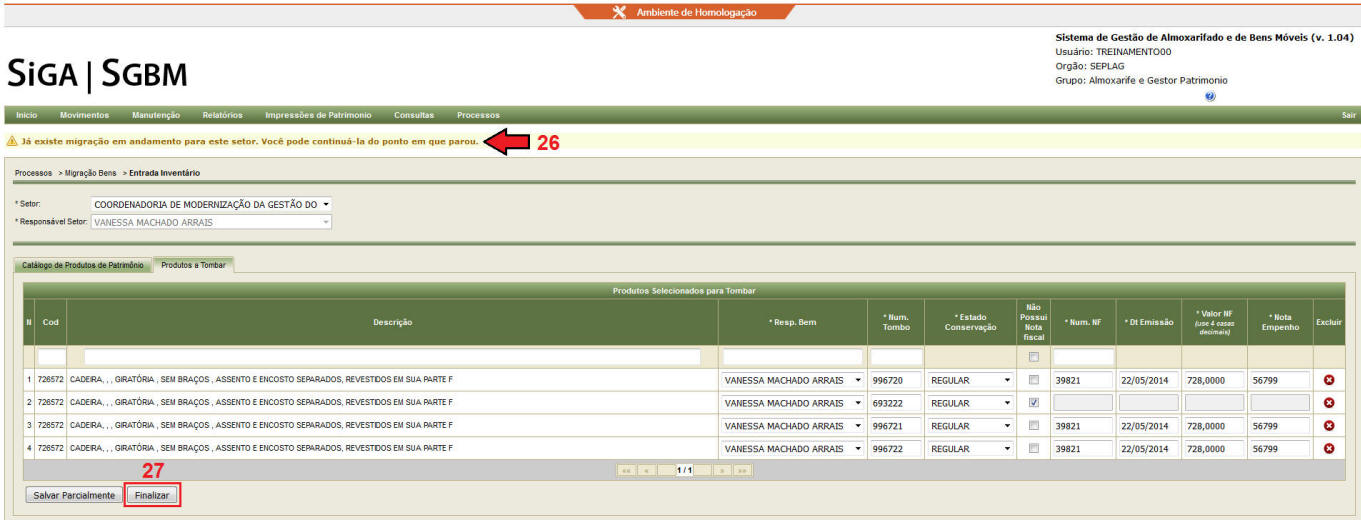 Ambiente de Homologação
Sistema de Gestão de Almoxarifado e de Bens Móveis (v. 1.04)
Usuário: TREINAMENTO00
Orgão: SEPLAG
Grupo: Almoxarife e Gestor Patrimonio
SiGA | SGBM
Inicio Movimentos Manutenção Relatórios Impressões de Patrimonio Consultas Processos Sair
Já existe migração em andamento para este setor. Você pode continuá-la do ponto em que parou. 26
Processos > Migração Bens > Entrada Inventário
* Setor: COORDENADORIA DE MODERNIZAÇÃO DA GESTÃO DO
* Responsável Setor: VANESSA MACHADO ARRAIS
Catálogo de Produtos de Patrimônio Produtos a Tombar
Produtos Selecionados para Tombar
N Cod Descrição * Resp. Bem * Num. Tombo * Estado Conservação Não Possui Nota fiscal * Num. NF * Dt Emissão * Valor NF (use 4 casas decimais) * Nota Empenho Excluir
1 726572 CADEIRA, , , GIRATÓRIA , SEM BRAÇOS , ASSENTO E ENCOSTO SEPARADOS, REVESTIDOS EM SUA PARTE F VANESSA MACHADO ARRAIS 996720 REGULAR 39821 22/05/2014 728,0000 56799
2 726572 CADEIRA, , , GIRATÓRIA , SEM BRAÇOS , ASSENTO E ENCOSTO SEPARADOS, REVESTIDOS EM SUA PARTE F VANESSA MACHADO ARRAIS 693222 REGULAR
3 726572 CADEIRA, , , GIRATÓRIA , SEM BRAÇOS , ASSENTO E ENCOSTO SEPARADOS, REVESTIDOS EM SUA PARTE F VANESSA MACHADO ARRAIS 996721 REGULAR 39821 22/05/2014 728,0000 56799
4 726572 CADEIRA, , , GIRATÓRIA , SEM BRAÇOS , ASSENTO E ENCOSTO SEPARADOS, REVESTIDOS EM SUA PARTE F VANESSA MACHADO ARRAIS 996722 REGULAR 39821 22/05/2014 728,0000 56799
27
«« « 1 / 1 » »»
Salvar Parcialmente Finalizar